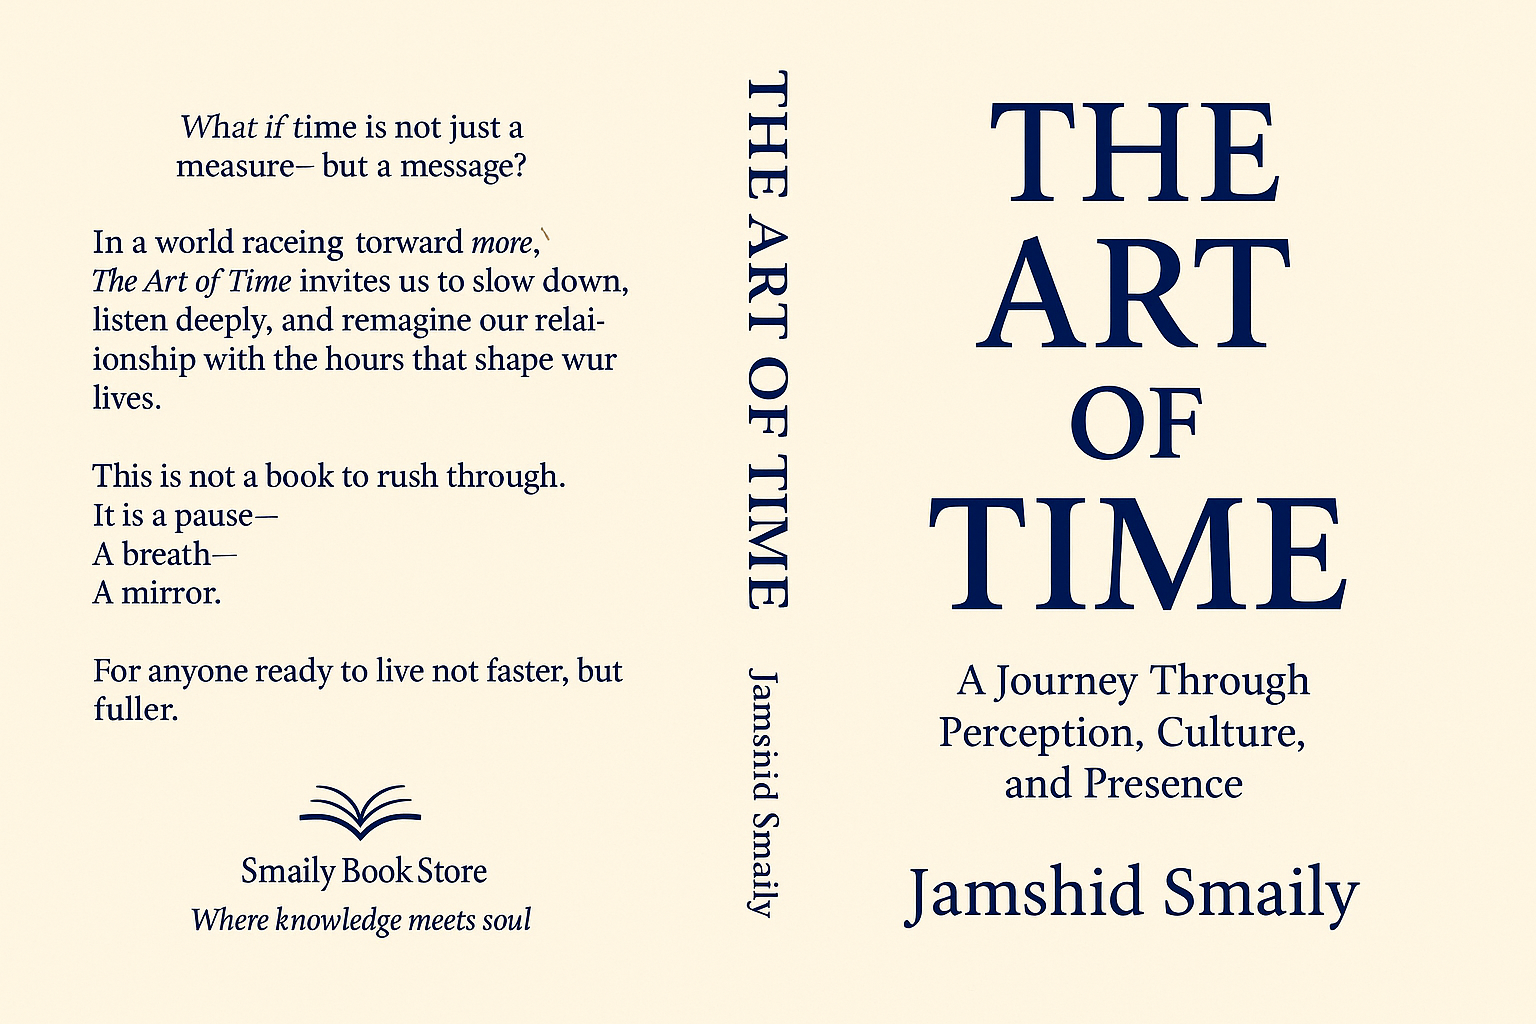 What if time is not just a
measure– but a message?
In a world raceing torward more,
The Art of Time invites us to slow down,
listen deeply, and remagine our relai-
ionship with the hours that shape wur
lives.
This is not a book to rush through.
It is a pause—
A breath—
A mirror.
For anyone ready to live not faster, but
fuller.
Smaily Book Store
Where knowledge meets soul
THE ART OF TIME
Jamsnid Smaily
THE
ART
OF
TIME
A Journey Through
Perception, Culture,
and Presence
Jamshid Smaily